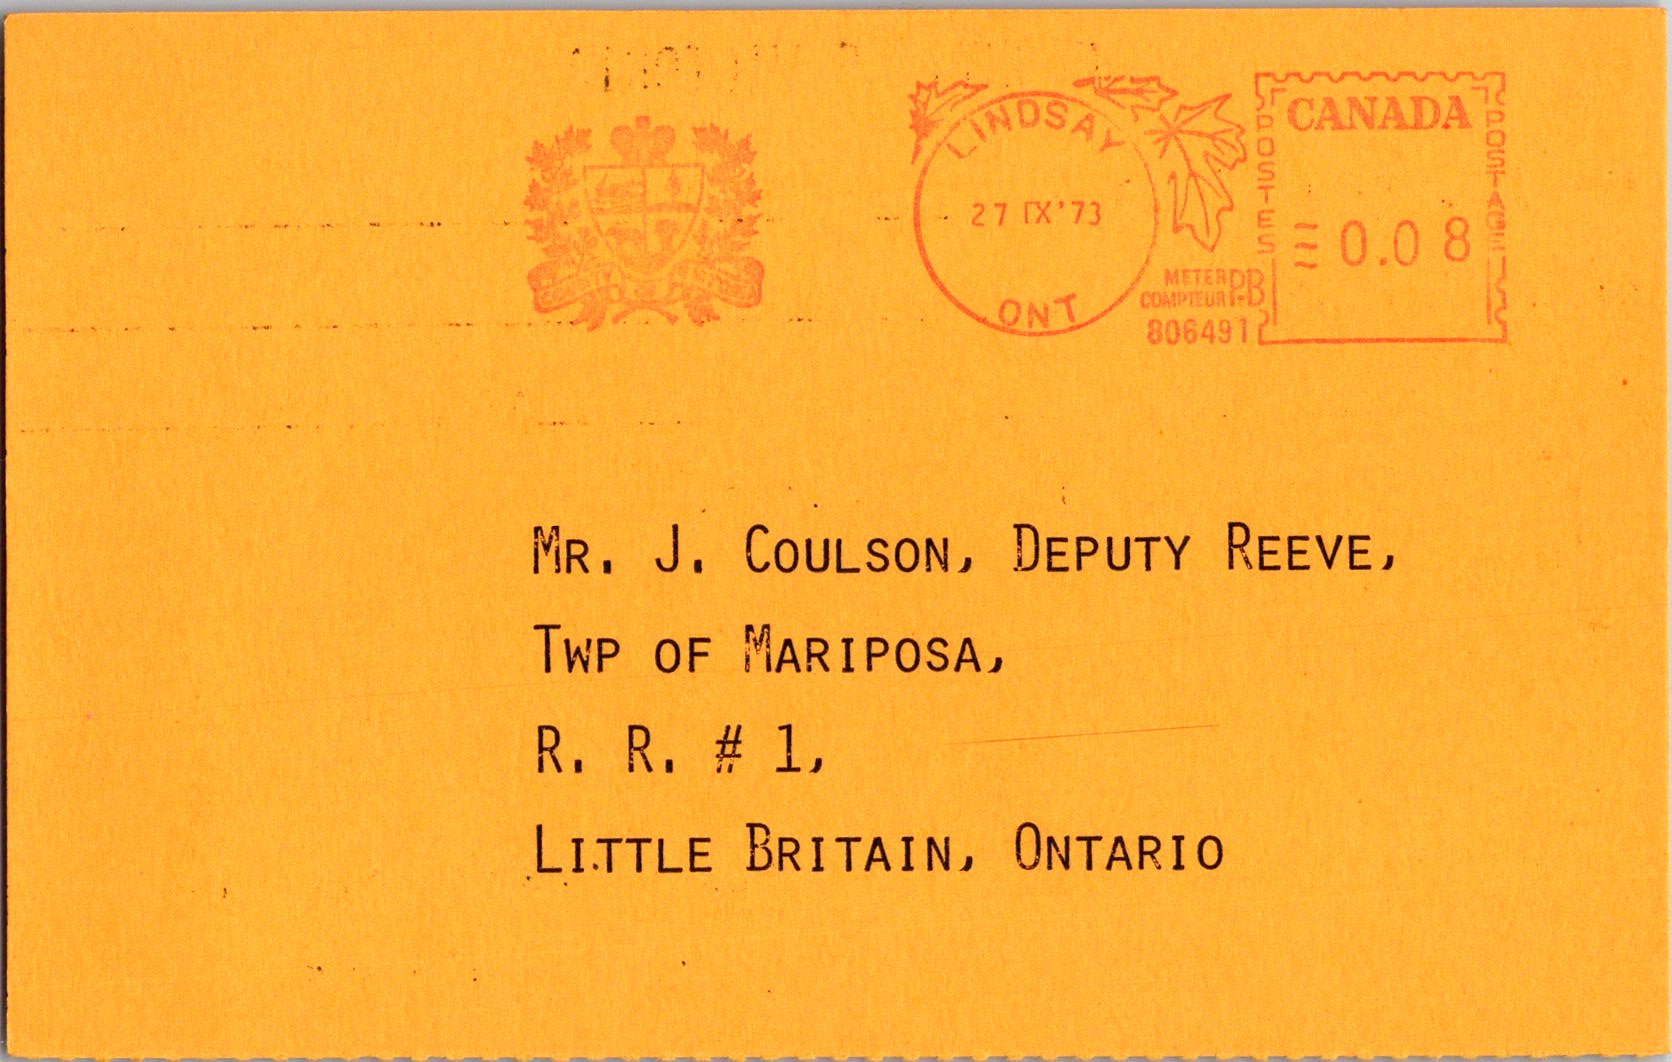 LINDSAY
27 IX '73
ONT
METER
COMPTEUR
PB
806491
POSTES
CANADA
POSTAGE
0.08
MR. J. COULSON, DEPUTY REEVE,
TWP OF MARIPOSA,
R. R. # 1,
LITTLE BRITAIN, ONTARIO